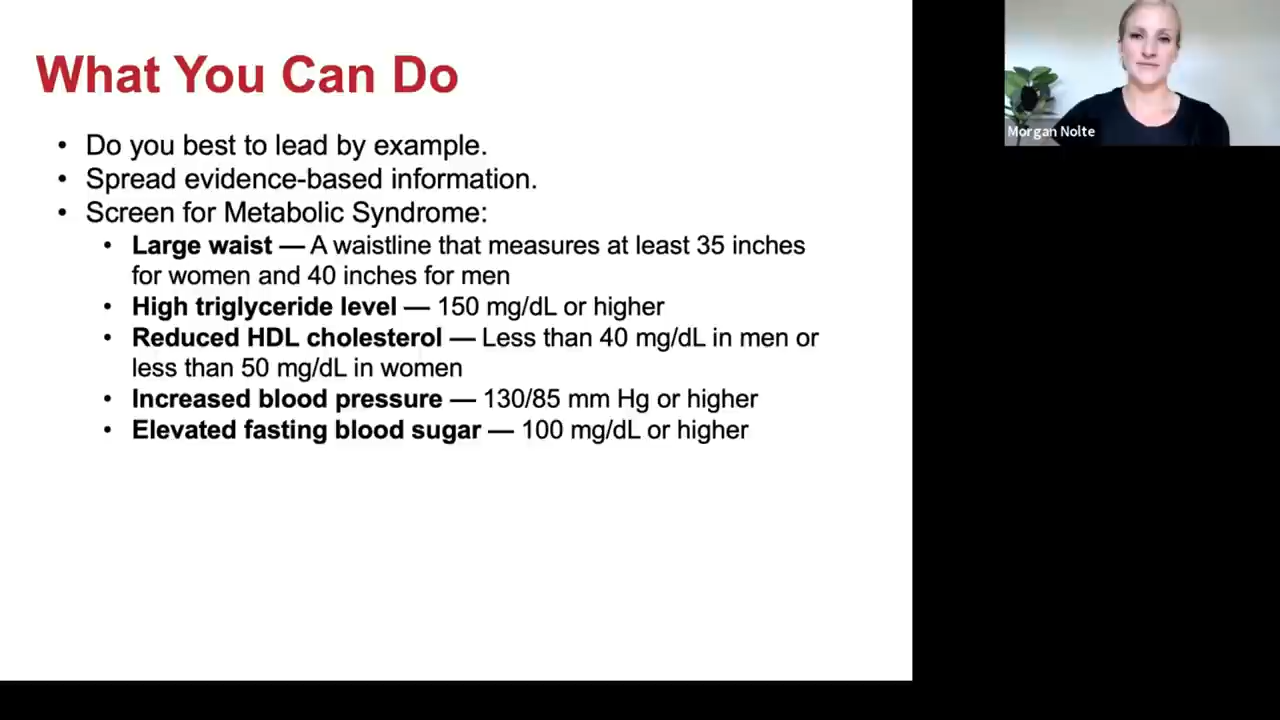 What You Can Do
• Do you best to lead by example.
• Spread evidence-based information.
• Screen for Metabolic Syndrome:
• Large waist — A waistline that measures at least 35 inches
for women and 40 inches for men
• High triglyceride level — 150 mg/dL or higher
• Reduced HDL cholesterol — Less than 40 mg/dL in men or
less than 50 mg/dL in women
• Increased blood pressure — 130/85 mm Hg or higher
• Elevated fasting blood sugar — 100 mg/dL or higher
Morgan Nolte